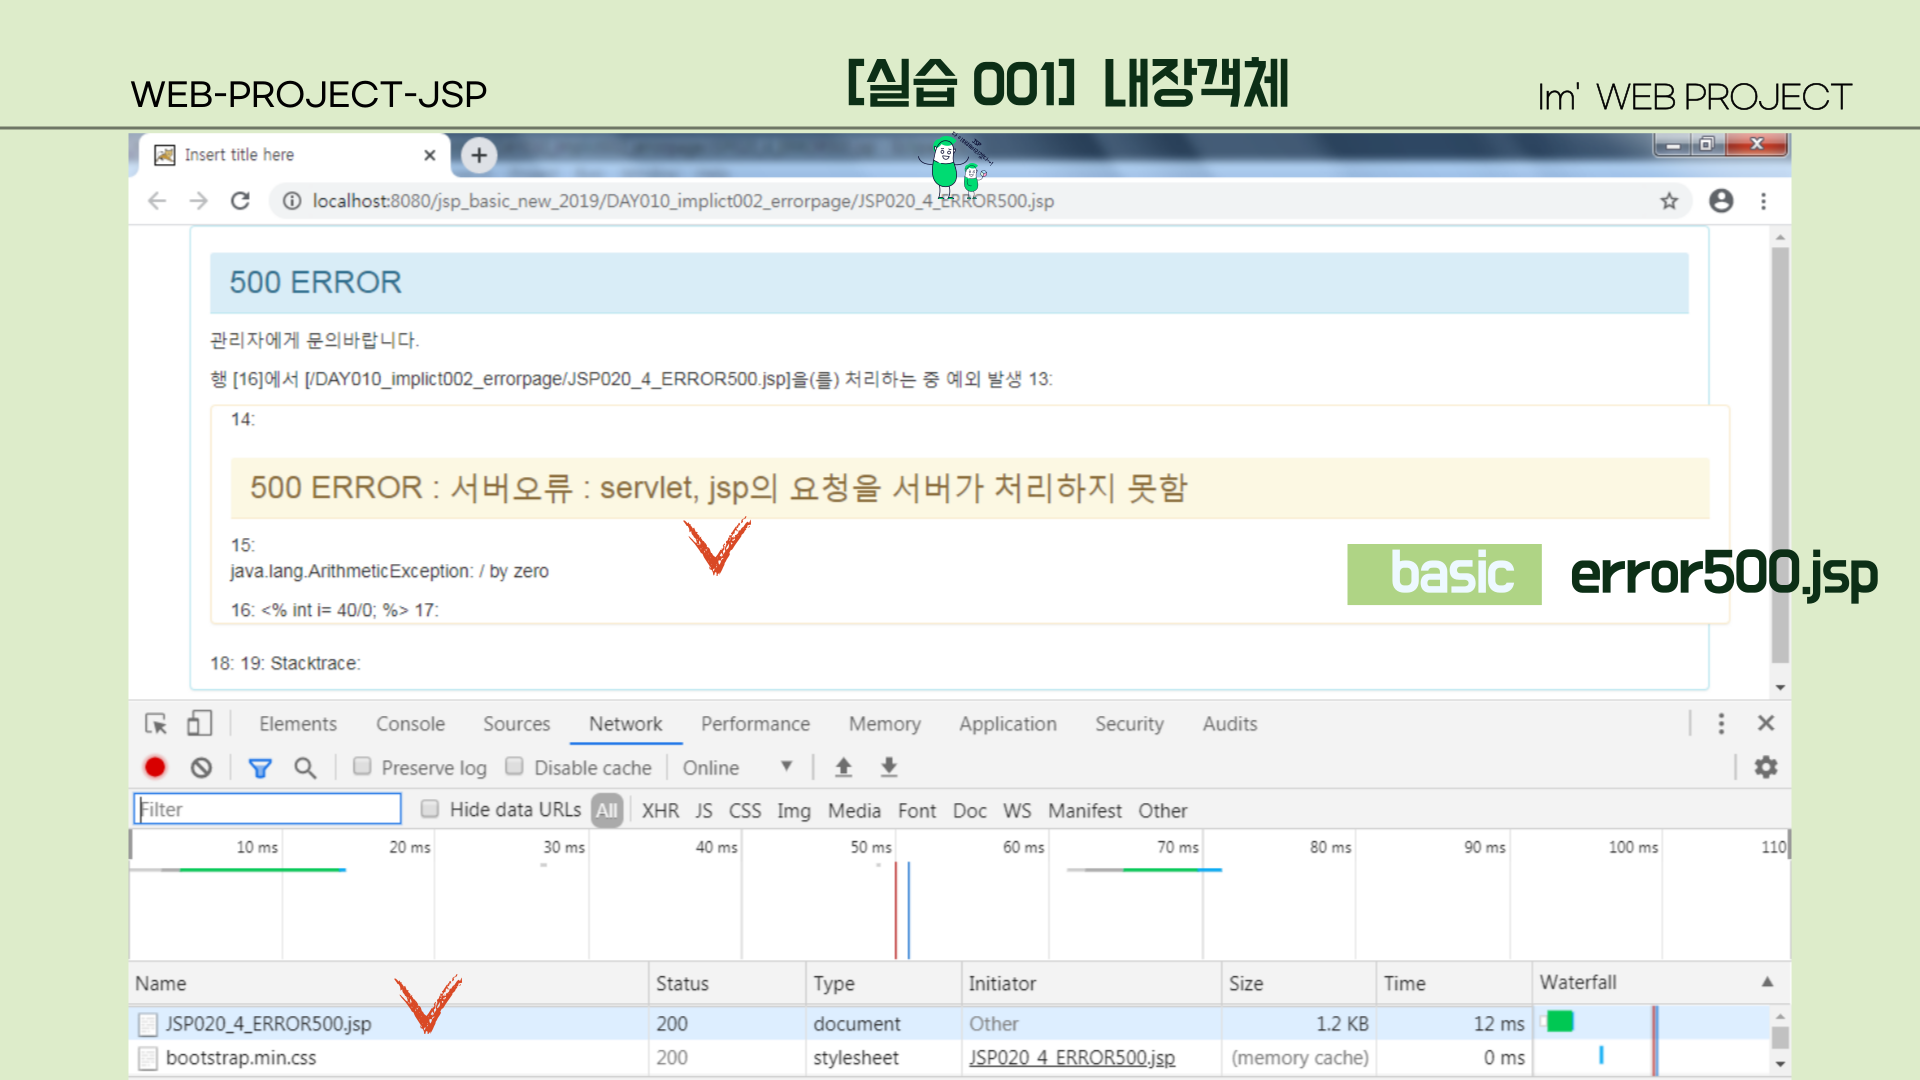 WEB-PROJECT-JSP
[실습 001] 내장객체
Im' WEB PROJECT
Insert title here
localhost:8080/jsp_basic_new_2019/DAY010_implict002_errorpage/JSP020_4_ERROR500.jsp
500 ERROR
관리자에게 문의바랍니다.
행 [16]에서 [/DAY010_implict002_errorpage/JSP020_4_ERROR500.jsp]을(를) 처리하는 중 예외 발생 13:
14:
500 ERROR : 서버오류 : servlet, jsp의 요청을 서버가 처리하지 못함
15:
java.lang.ArithmeticException: / by zero
16: <% int i= 40/0; %> 17:
18: 19: Stacktrace:
basic error500.jsp
Elements Console Sources Network Performance Memory Application Security Audits
Preserve log Disable cache Online
Filter Hide data URLs All XHR JS CSS Img Media Font Doc WS Manifest Other
10 ms 20 ms 30 ms 40 ms 50 ms 60 ms 70 ms 80 ms 90 ms 100 ms 110
Name Status Type Initiator Size Time Waterfall
JSP020_4_ERROR500.jsp 200 document Other 1.2 KB 12 ms
bootstrap.min.css 200 stylesheet JSP020_4_ERROR500.jsp (memory cache) 0 ms